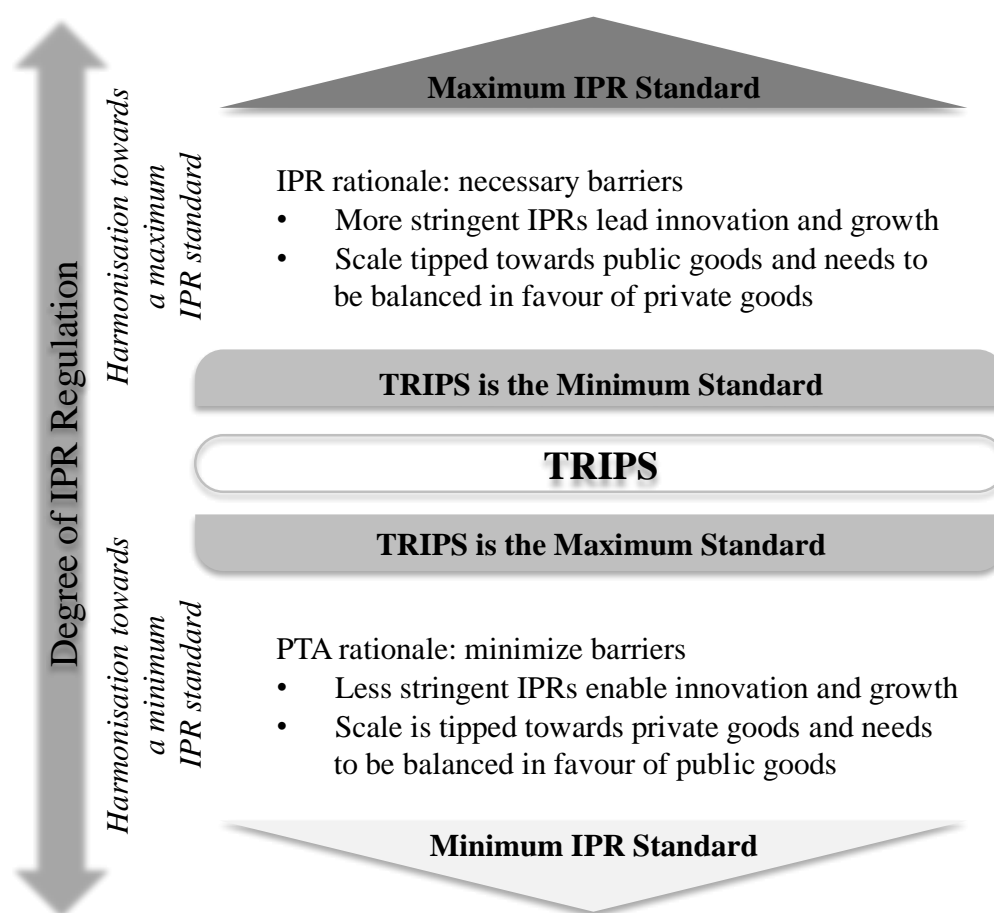 Maximum IPR Standard
Harmonisation towards
a maximum
IPR standard
IPR rationale: necessary barriers
• More stringent IPRs lead innovation and growth
• Scale tipped towards public goods and needs to
be balanced in favour of private goods
TRIPS is the Minimum Standard
Degree of IPR Regulation
TRIPS
TRIPS is the Maximum Standard
Harmonisation towards
a minimum
IPR standard
PTA rationale: minimize barriers
• Less stringent IPRs enable innovation and growth
• Scale is tipped towards private goods and needs
to be balanced in favour of public goods
Minimum IPR Standard